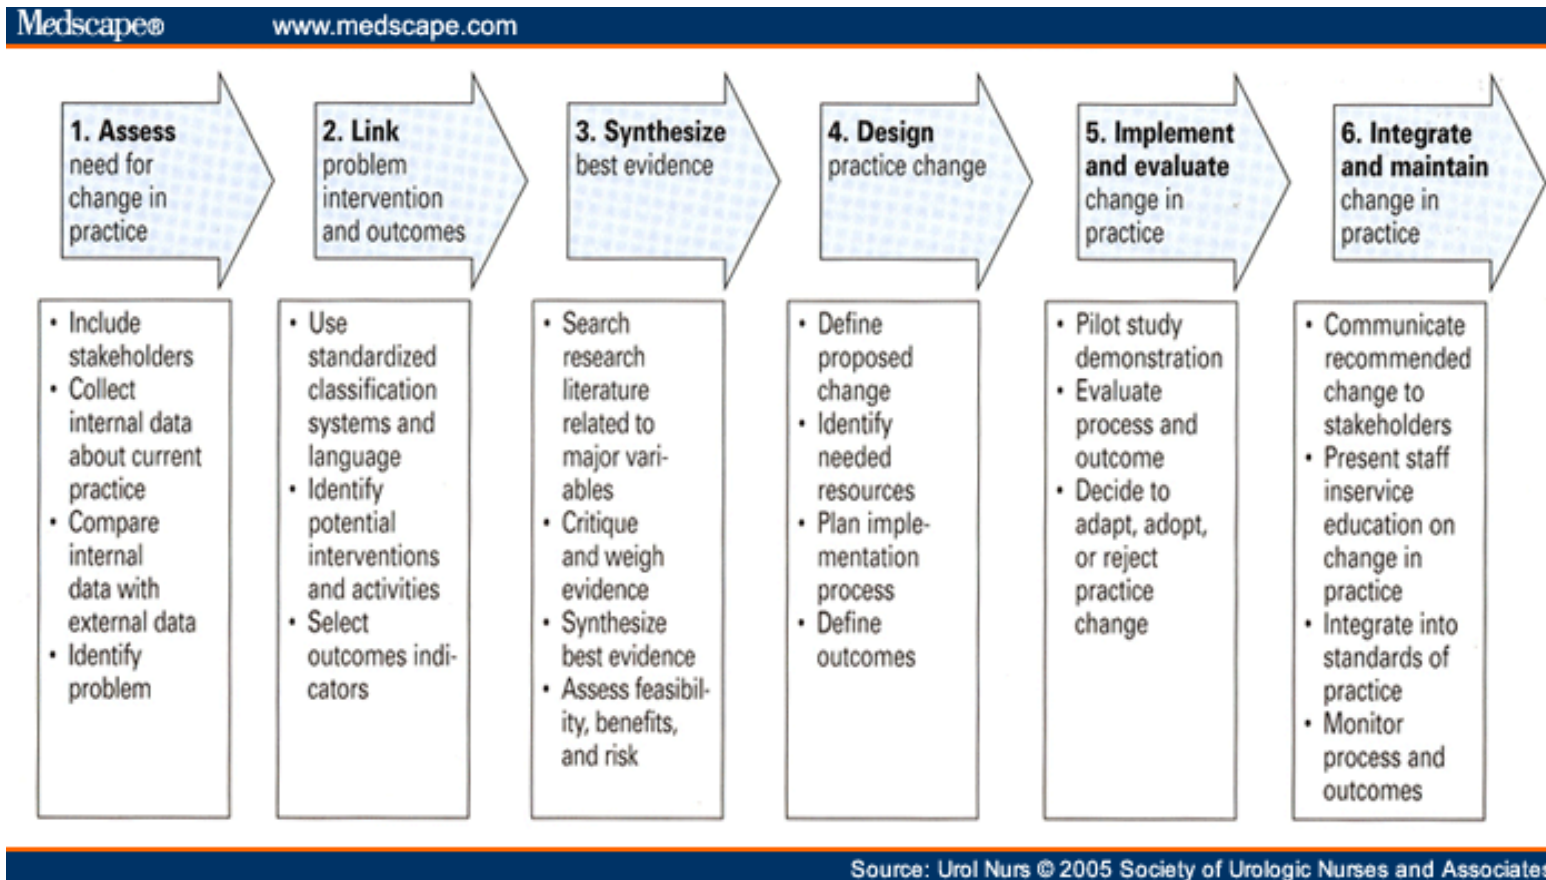 Medscape® www.medscape.com
1. Assess
need for
change in
practice
2. Link
problem
intervention
and outcomes
3. Synthesize
best evidence
4. Design
practice change
5. Implement
and evaluate
change in
practice
6. Integrate
and maintain
change in
practice
• Include
stakeholders
• Collect
internal data
about current
practice
• Compare
internal
data with
external data
• Identify
problem
• Use
standardized
classification
systems and
language
• Identify
potential
interventions
and activities
• Select
outcomes indi-
cators
• Search
research
literature
related to
major vari-
ables
• Critique
and weigh
evidence
• Synthesize
best evidence
• Assess feasibil-
ity, benefits,
and risk
• Define
proposed
change
• Identify
needed
resources
• Plan imple-
mentation
process
• Define
outcomes
• Pilot study
demonstration
• Evaluate
process and
outcome
• Decide to
adapt, adopt,
or reject
practice
change
• Communicate
recommended
change to
stakeholders
• Present staff
inservice
education on
change in
practice
• Integrate into
standards of
practice
• Monitor
process and
outcomes
Source: Urol Nurs © 2005 Society of Urologic Nurses and Associates